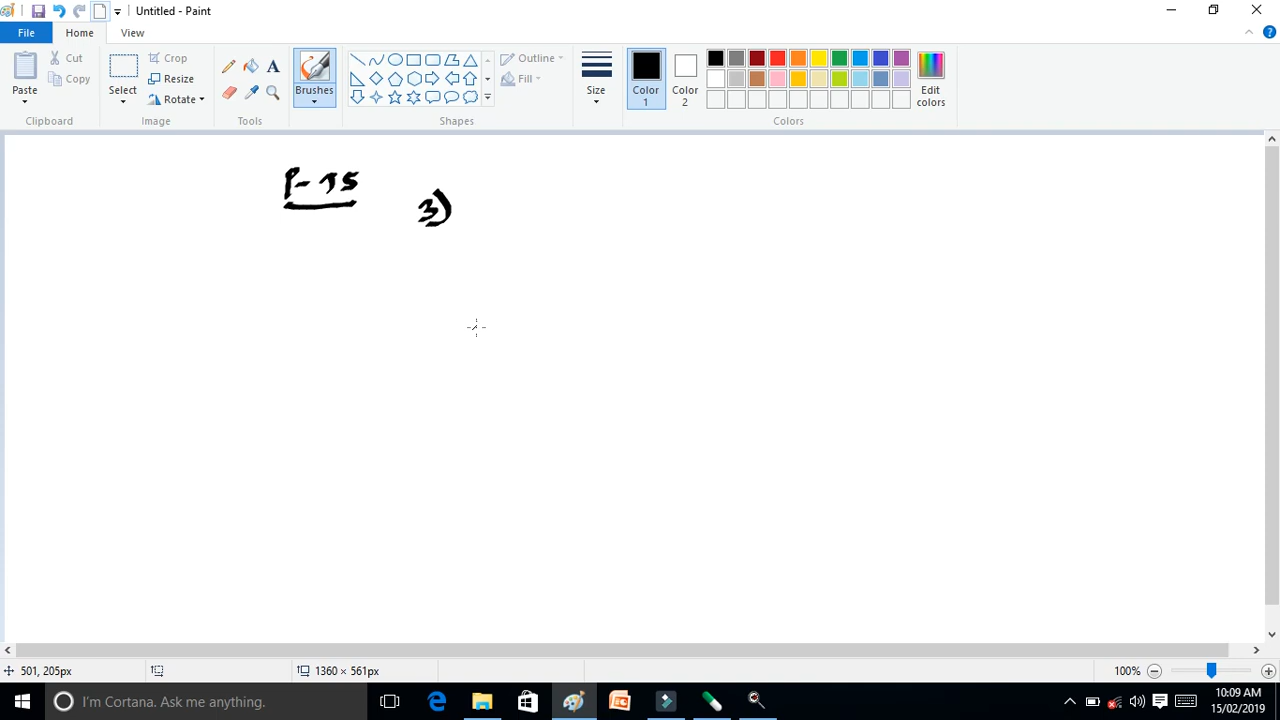 Untitled - Paint
File
Home
View
Paste
Cut
Copy
Clipboard
Select
Crop
Resize
Rotate
Image
A
Tools
Brushes
Shapes
Outline
Fill
Size
Color
1
Color
2
Edit
colors
Colors
P-15
3)
501, 205px
1360 × 561px
100%
I'm Cortana. Ask me anything.
10:09 AM
15/02/2019